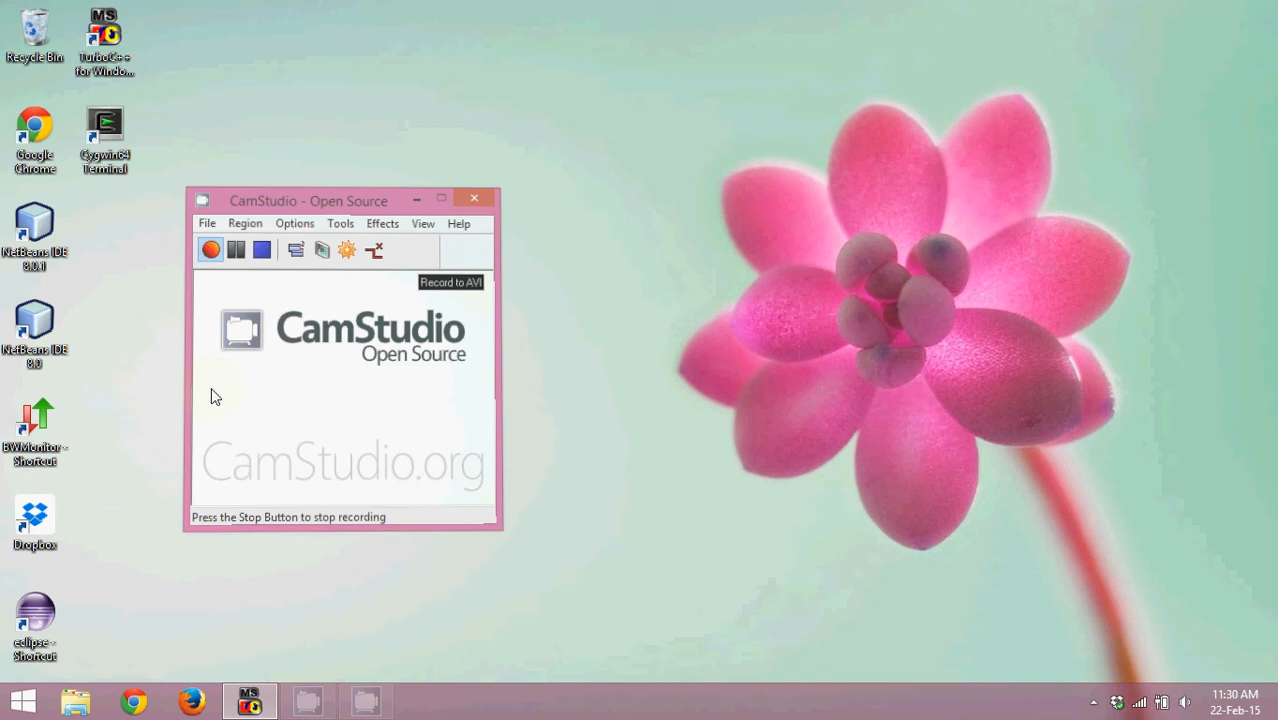 Recycle Bin
TurboC++
for Windo...
Google
Chrome
Cygwin64
Terminal
NetBeans IDE
8.0.1
NetBeans IDE
8.0
BWMonitor -
Shortcut
Dropbox
eclipse -
Shortcut
MS
CamStudio - Open Source
File Region Options Tools Effects View Help
Record to AVI
CamStudio
Open Source
CamStudio.org
Press the Stop Button to stop recording
MS
11:30 AM
22-Feb-15